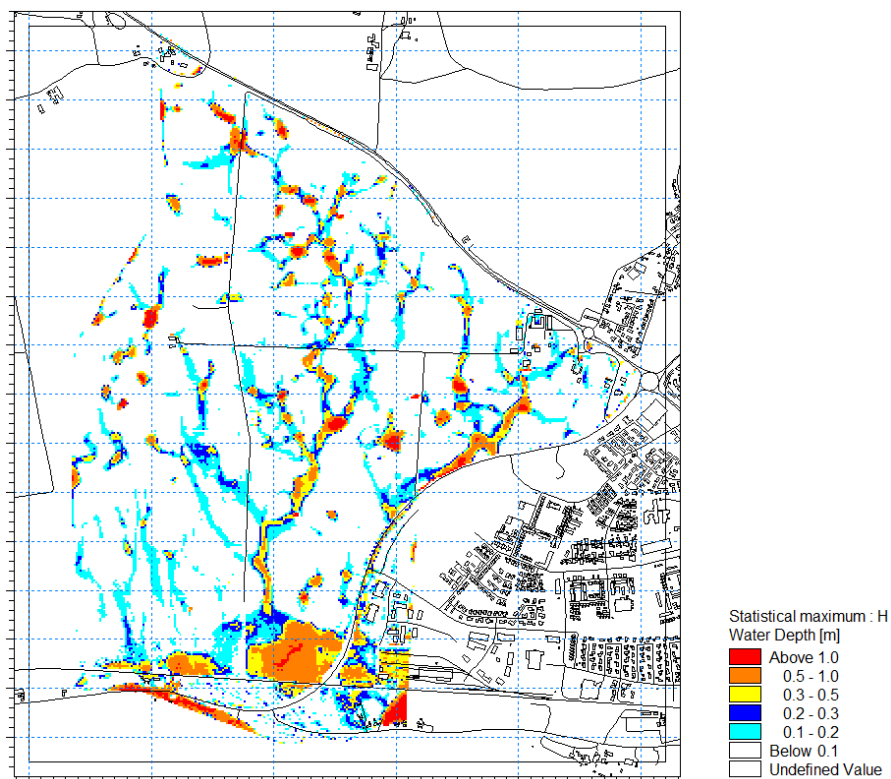 Statistical maximum : H
Water Depth [m]
Above 1.0
0.5 - 1.0
0.3 - 0.5
0.2 - 0.3
0.1 - 0.2
Below 0.1
Undefined Value